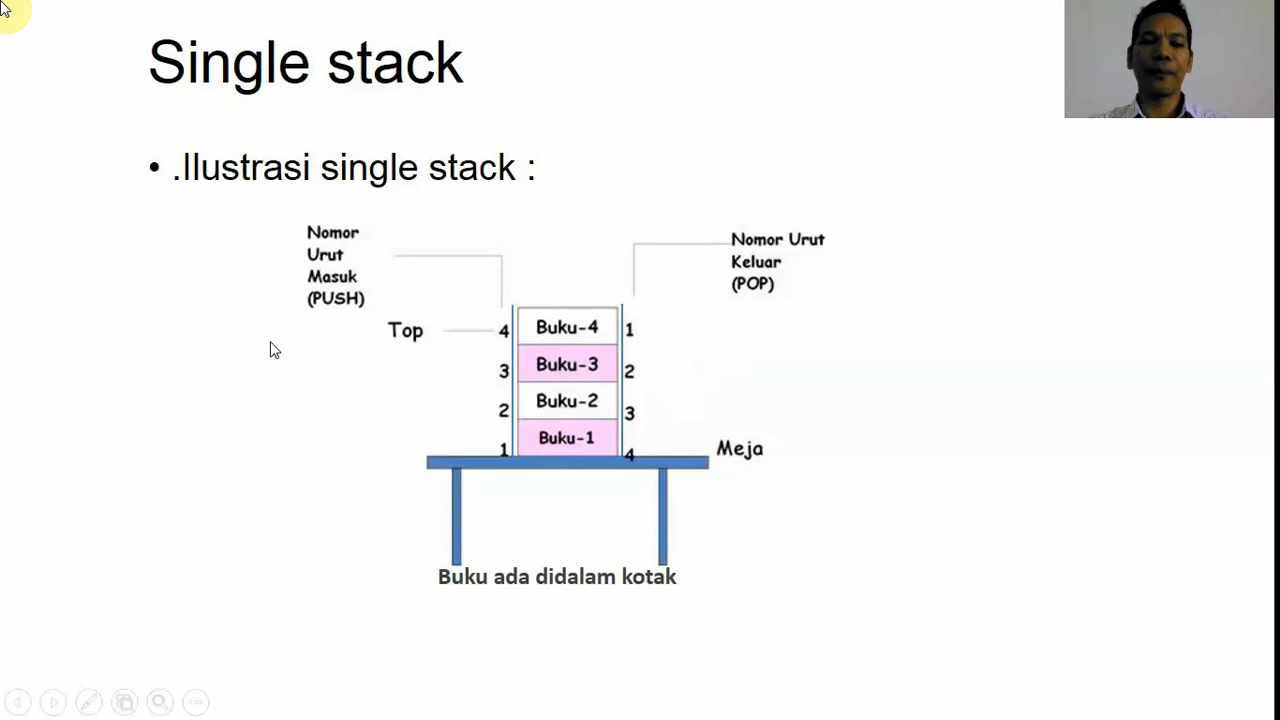 Single stack
• .Ilustrasi single stack :
Nomor
Urut
Masuk
(PUSH)
Nomor Urut
Keluar
(POP)
Top
4 Buku-4 1
3 Buku-3 2
2 Buku-2 3
1 Buku-1 4
Meja
Buku ada didalam kotak